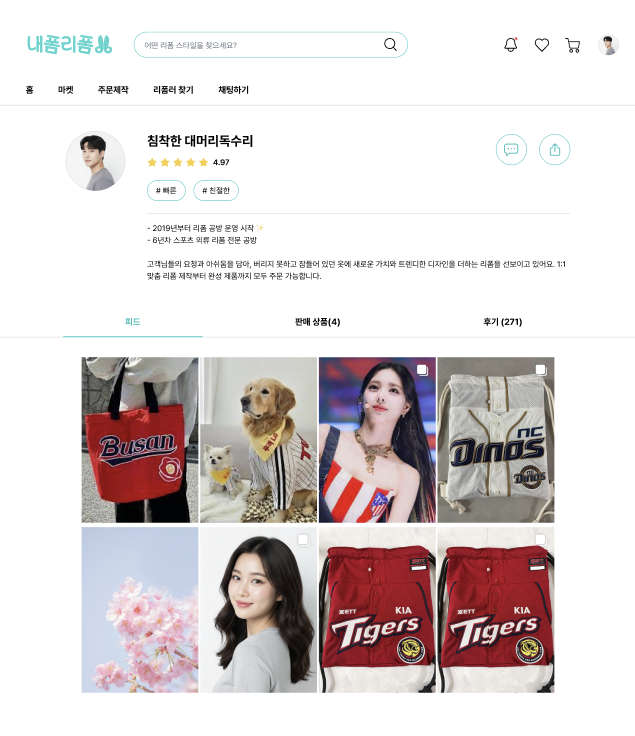 내폼리폼
어떤 리폼 스타일을 찾으세요?
홈 마켓 주문제작 리폼러 찾기 채팅하기
침착한 대머리독수리
4.97
# 빠른 # 친절한
- 2019년부터 리폼 공방 운영 시작 ✨
- 6년차 스포츠 의류 리폼 전문 공방
고객님들의 요청과 아쉬움을 담아, 버리지 못하고 잠들어 있던 옷에 새로운 가치와 트렌디한 디자인을 더하는 리폼을 선보이고 있어요. 1:1
맞춤 리폼 제작부터 완성 제품까지 모두 주문 가능합니다.
피드 판매 상품(4) 후기 (271)
Busan
NC
Dinos
Dinos
ZETT KIA
Tigers
ZETT KIA
Tigers